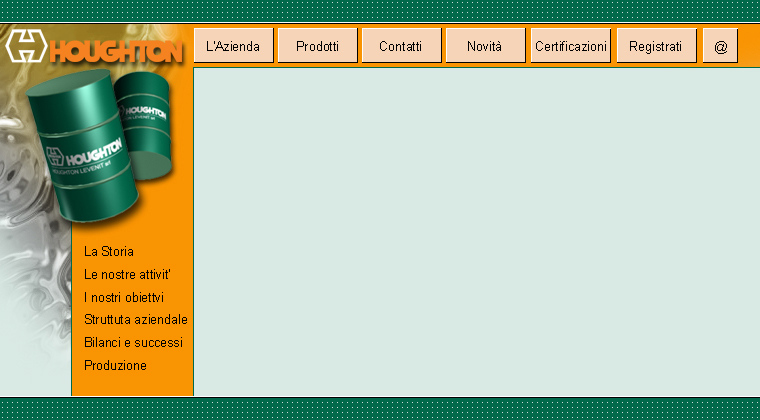 HOUGHTON
L'Azienda
Prodotti
Contatti
Novità
Certificazioni
Registrati
@
HOUGHTON
HOUGHTON LEVENIT srl
HOUGHTON
LEVENIT srl
La Storia
Le nostre attivit'
I nostri obiettvi
Struttuta aziendale
Bilanci e successi
Produzione